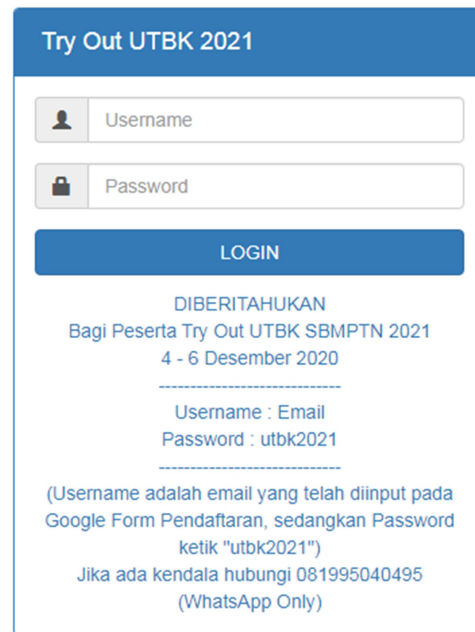 Try Out UTBK 2021
Username
Password
LOGIN
DIBERITAHUKAN
Bagi Peserta Try Out UTBK SBMPTN 2021
4 - 6 Desember 2020
------------------------------
Username : Email
Password : utbk2021
------------------------------
(Username adalah email yang telah diinput pada
Google Form Pendaftaran, sedangkan Password
ketik "utbk2021")
Jika ada kendala hubungi 081995040495
(WhatsApp Only)